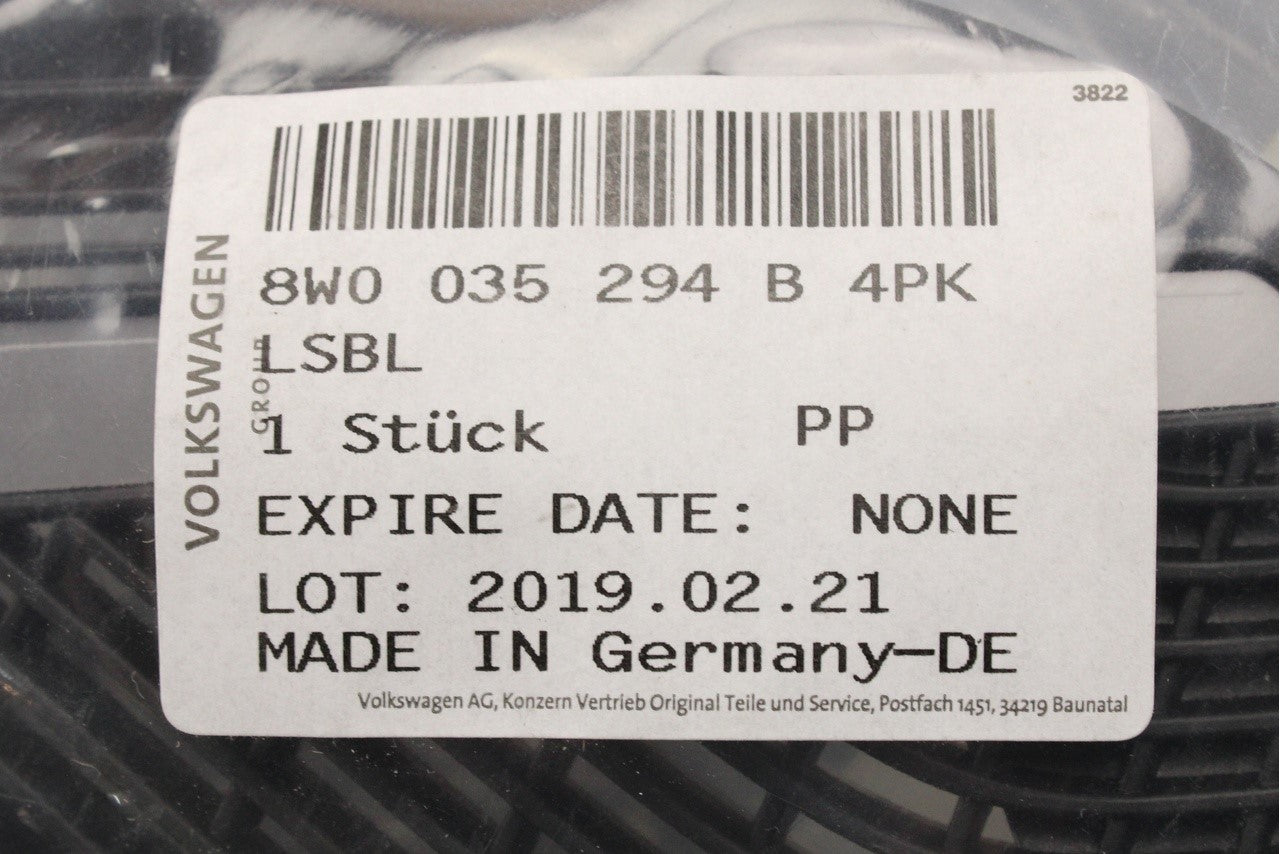 3822
8W0 035 294 B 4PK
LSBL
1 Stück PP
EXPIRE DATE: NONE
LOT: 2019.02.21
MADE IN Germany-DE
Volkswagen AG, Konzern Vertrieb Original Teile und Service, Postfach 1451, 34219 Baunatal
VOLKSWAGEN
GROUP